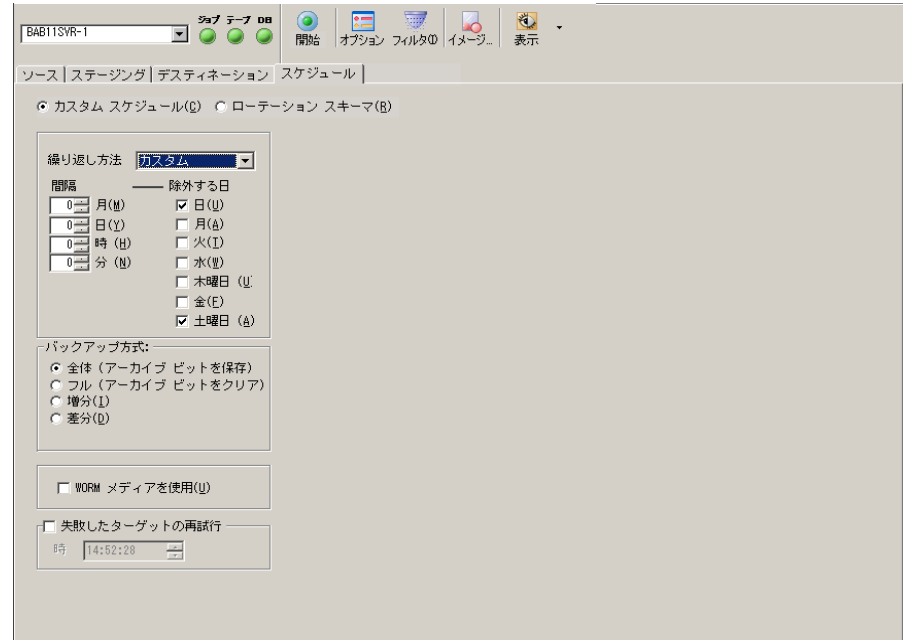 BAB11SVR-1
ジョブ テープ DB
開始 オプション フィルタ イメージ... 表示
ソース ステージング デスティネーション スケジュール
カスタム スケジュール(C) ローテーション スキーマ(R)
繰り返し方法 カスタム
間隔 除外する日
0 月(M) 日(U)
0 日(Y) 月(A)
0 時 (H) 火(T)
0 分 (N) 水(W)
木曜日 (U)
金(F)
土曜日 (A)
バックアップ方式:
全体 (アーカイブ ビットを保存)
フル (アーカイブ ビットをクリア)
増分(I)
差分(D)
WORM メディアを使用(U)
失敗したターゲットの再試行
時 14:52:28